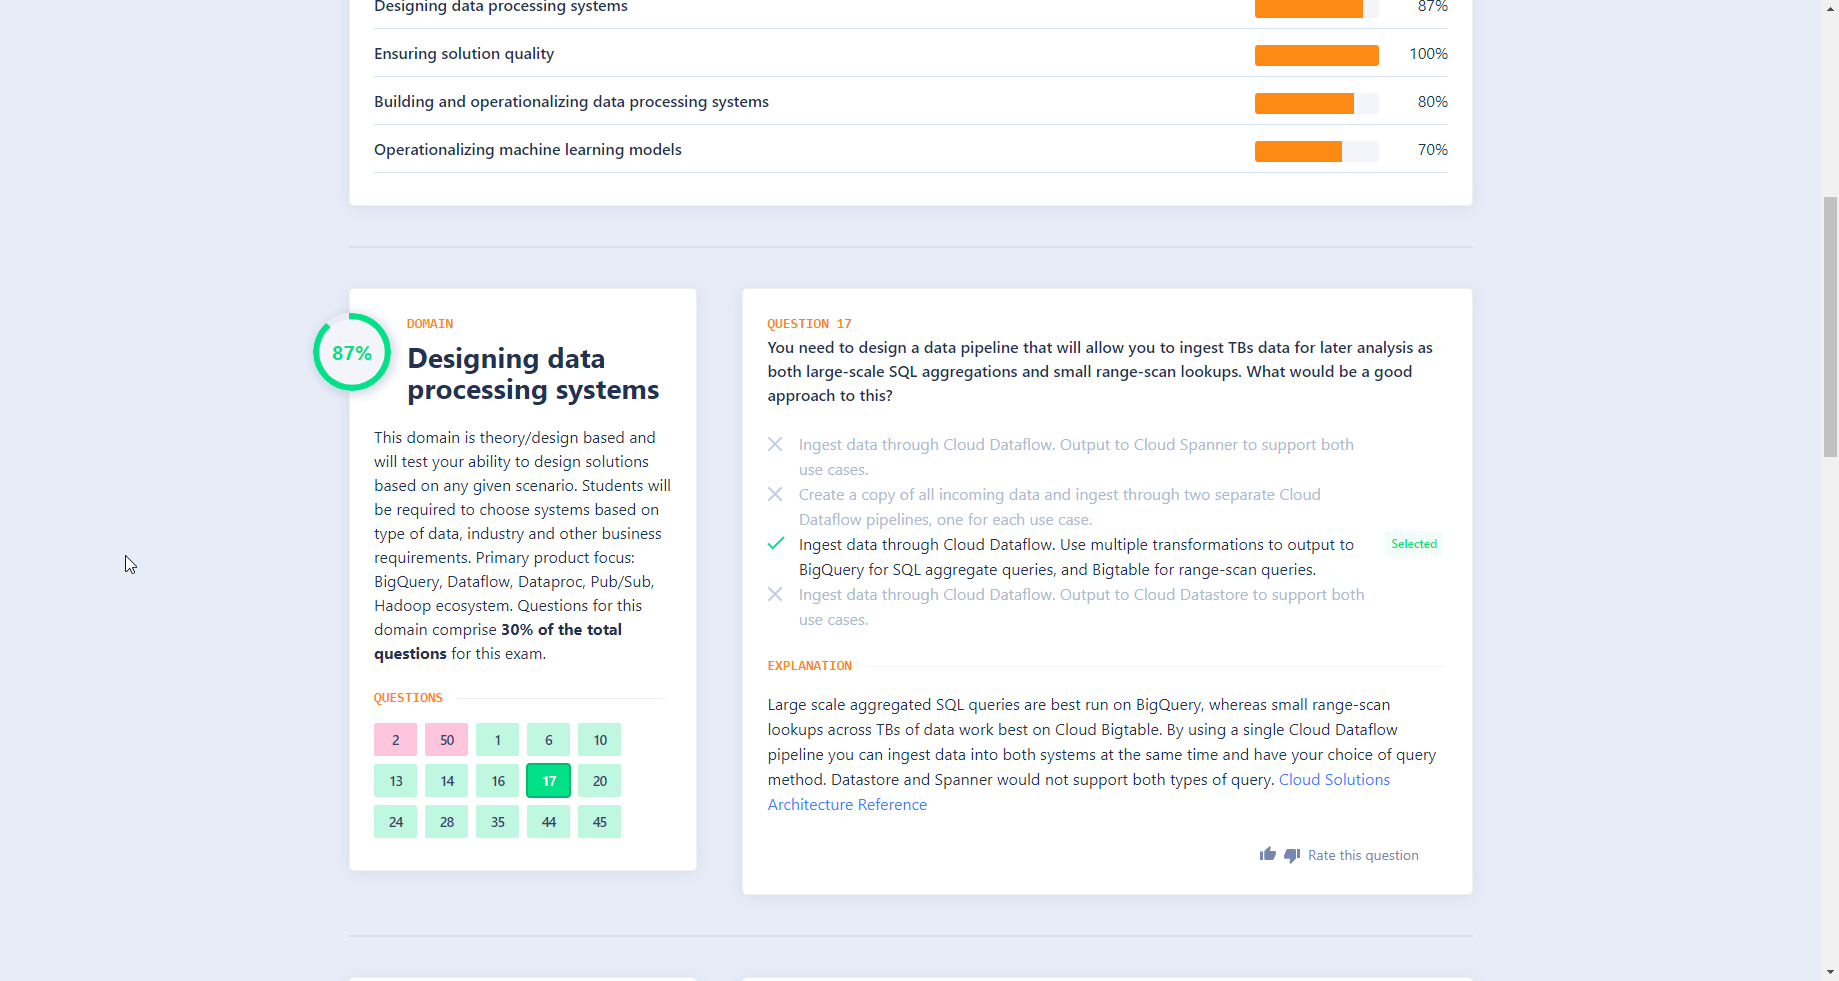 Designing data processing systems 87%
Ensuring solution quality 100%
Building and operationalizing data processing systems 80%
Operationalizing machine learning models 70%
87%
DOMAIN
Designing data
processing systems
This domain is theory/design based and
will test your ability to design solutions
based on any given scenario. Students will
be required to choose systems based on
type of data, industry and other business
requirements. Primary product focus:
BigQuery, Dataflow, Dataproc, Pub/Sub,
Hadoop ecosystem. Questions for this
domain comprise 30% of the total
questions for this exam.
QUESTIONS
2 50 1 6 10
13 14 16 17 20
24 28 35 44 45
QUESTION 17
You need to design a data pipeline that will allow you to ingest TBs data for later analysis as
both large-scale SQL aggregations and small range-scan lookups. What would be a good
approach to this?
Ingest data through Cloud Dataflow. Output to Cloud Spanner to support both
use cases.
Create a copy of all incoming data and ingest through two separate Cloud
Dataflow pipelines, one for each use case.
Ingest data through Cloud Dataflow. Use multiple transformations to output to Selected
BigQuery for SQL aggregate queries, and Bigtable for range-scan queries.
Ingest data through Cloud Dataflow. Output to Cloud Datastore to support both
use cases.
EXPLANATION
Large scale aggregated SQL queries are best run on BigQuery, whereas small range-scan
lookups across TBs of data work best on Cloud Bigtable. By using a single Cloud Dataflow
pipeline you can ingest data into both systems at the same time and have your choice of query
method. Datastore and Spanner would not support both types of query. Cloud Solutions
Architecture Reference
Rate this question